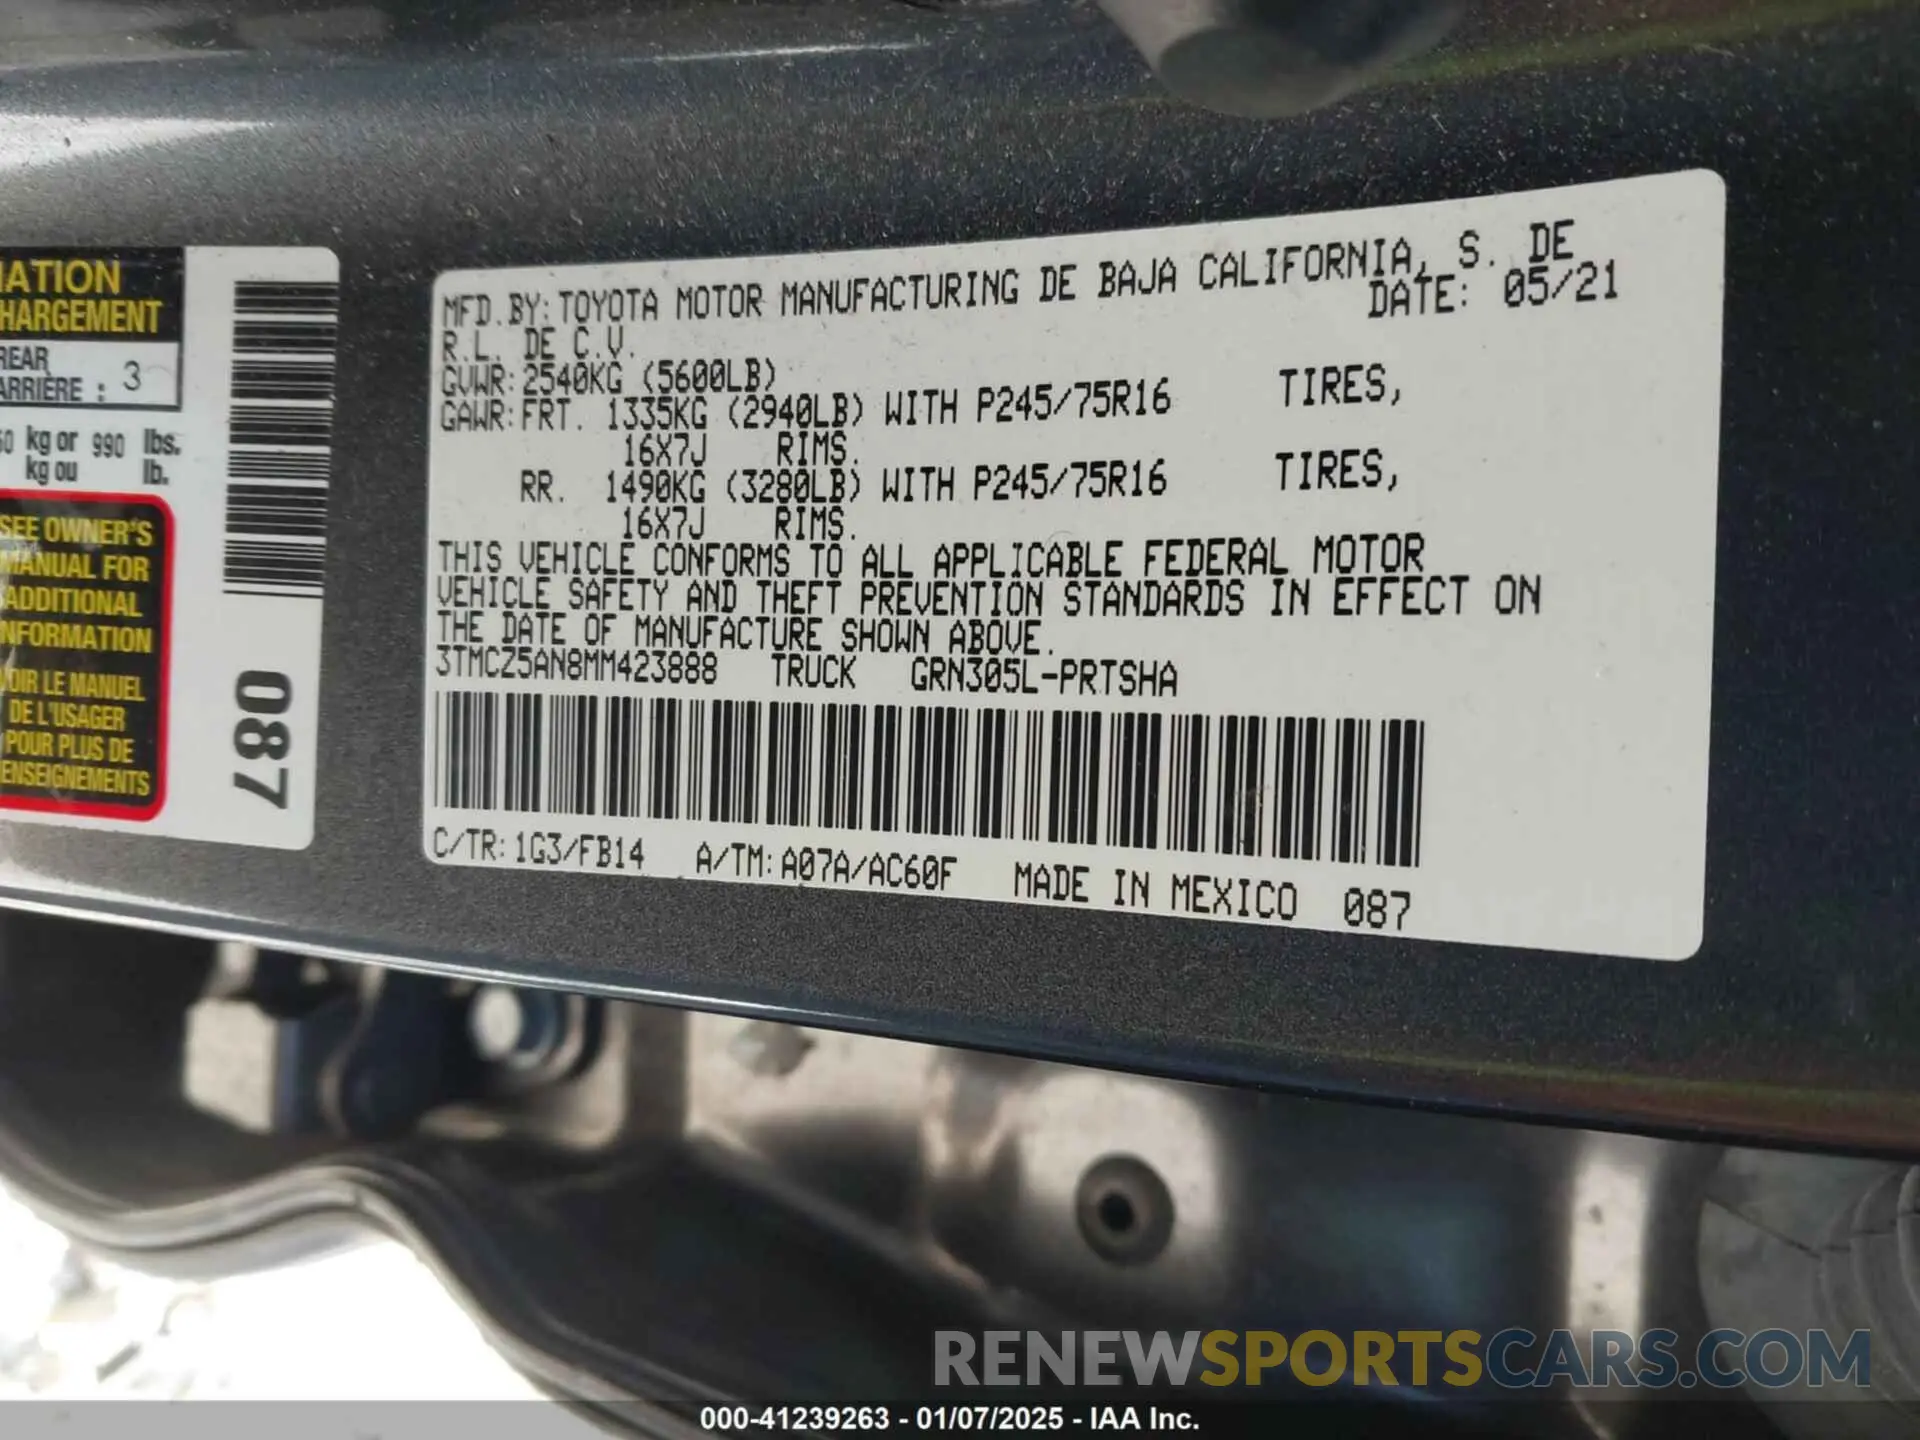 MATION
HARGEMENT
REAR
ARRIÈRE : 3
kg or 990 lbs.
kg ou lb.
SEE OWNER'S
MANUAL FOR
ADDITIONAL
INFORMATION
VOIR LE MANUEL
DE L'USAGER
POUR PLUS DE
RENSEIGNEMENTS
087
MFD.BY:TOYOTA MOTOR MANUFACTURING DE BAJA CALIFORNIA, S. DE
R.L. DE C.V. DATE: 05/21
GVWR:2540KG (5600LB)
GAWR:FRT. 1335KG (2940LB) WITH P245/75R16 TIRES,
16X7J RIMS.
RR. 1490KG (3280LB) WITH P245/75R16 TIRES,
16X7J RIMS.
THIS VEHICLE CONFORMS TO ALL APPLICABLE FEDERAL MOTOR
VEHICLE SAFETY AND THEFT PREVENTION STANDARDS IN EFFECT ON
THE DATE OF MANUFACTURE SHOWN ABOVE.
3TMCZ5AN8MM423888 TRUCK GRN305L-PRTSHA
C/TR:1G3/FB14 A/TM:A07A/AC60F MADE IN MEXICO 087
RENEWSPORTSCARS.COM
000-41239263 - 01/07/2025 - IAA Inc.